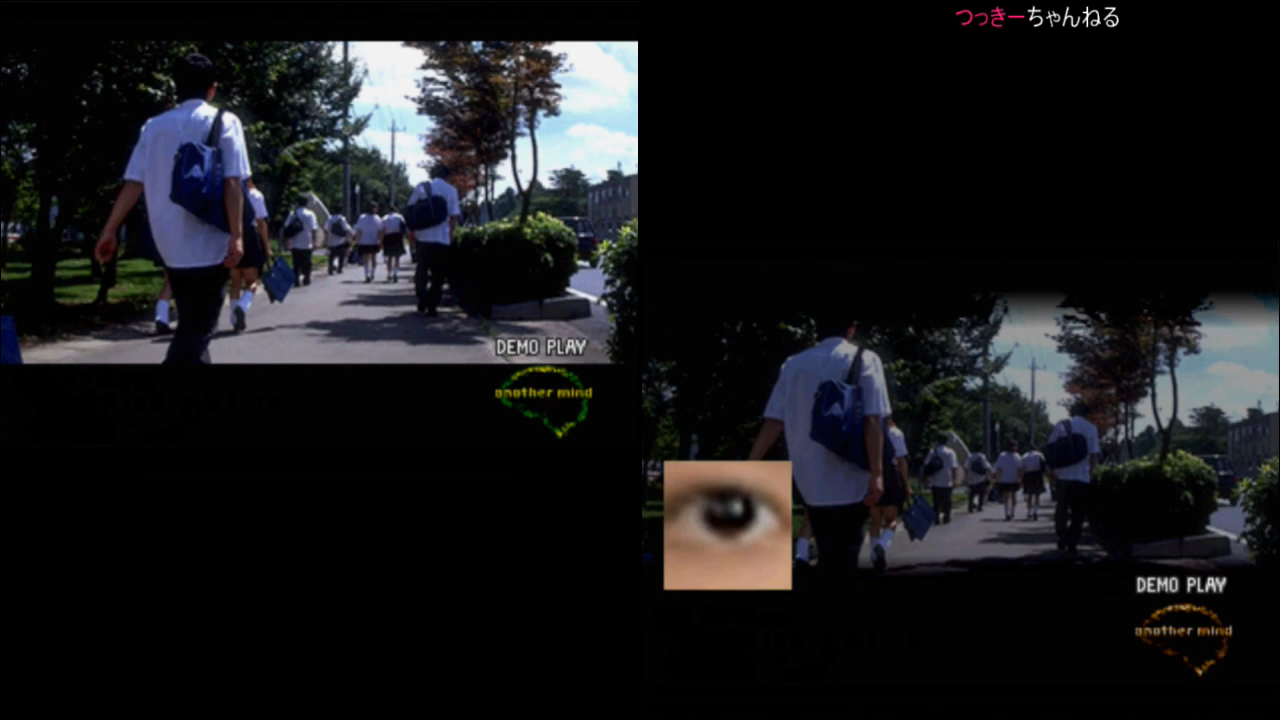 つっきーちゃんねる
DEMO PLAY
another mind
DEMO PLAY
another mind